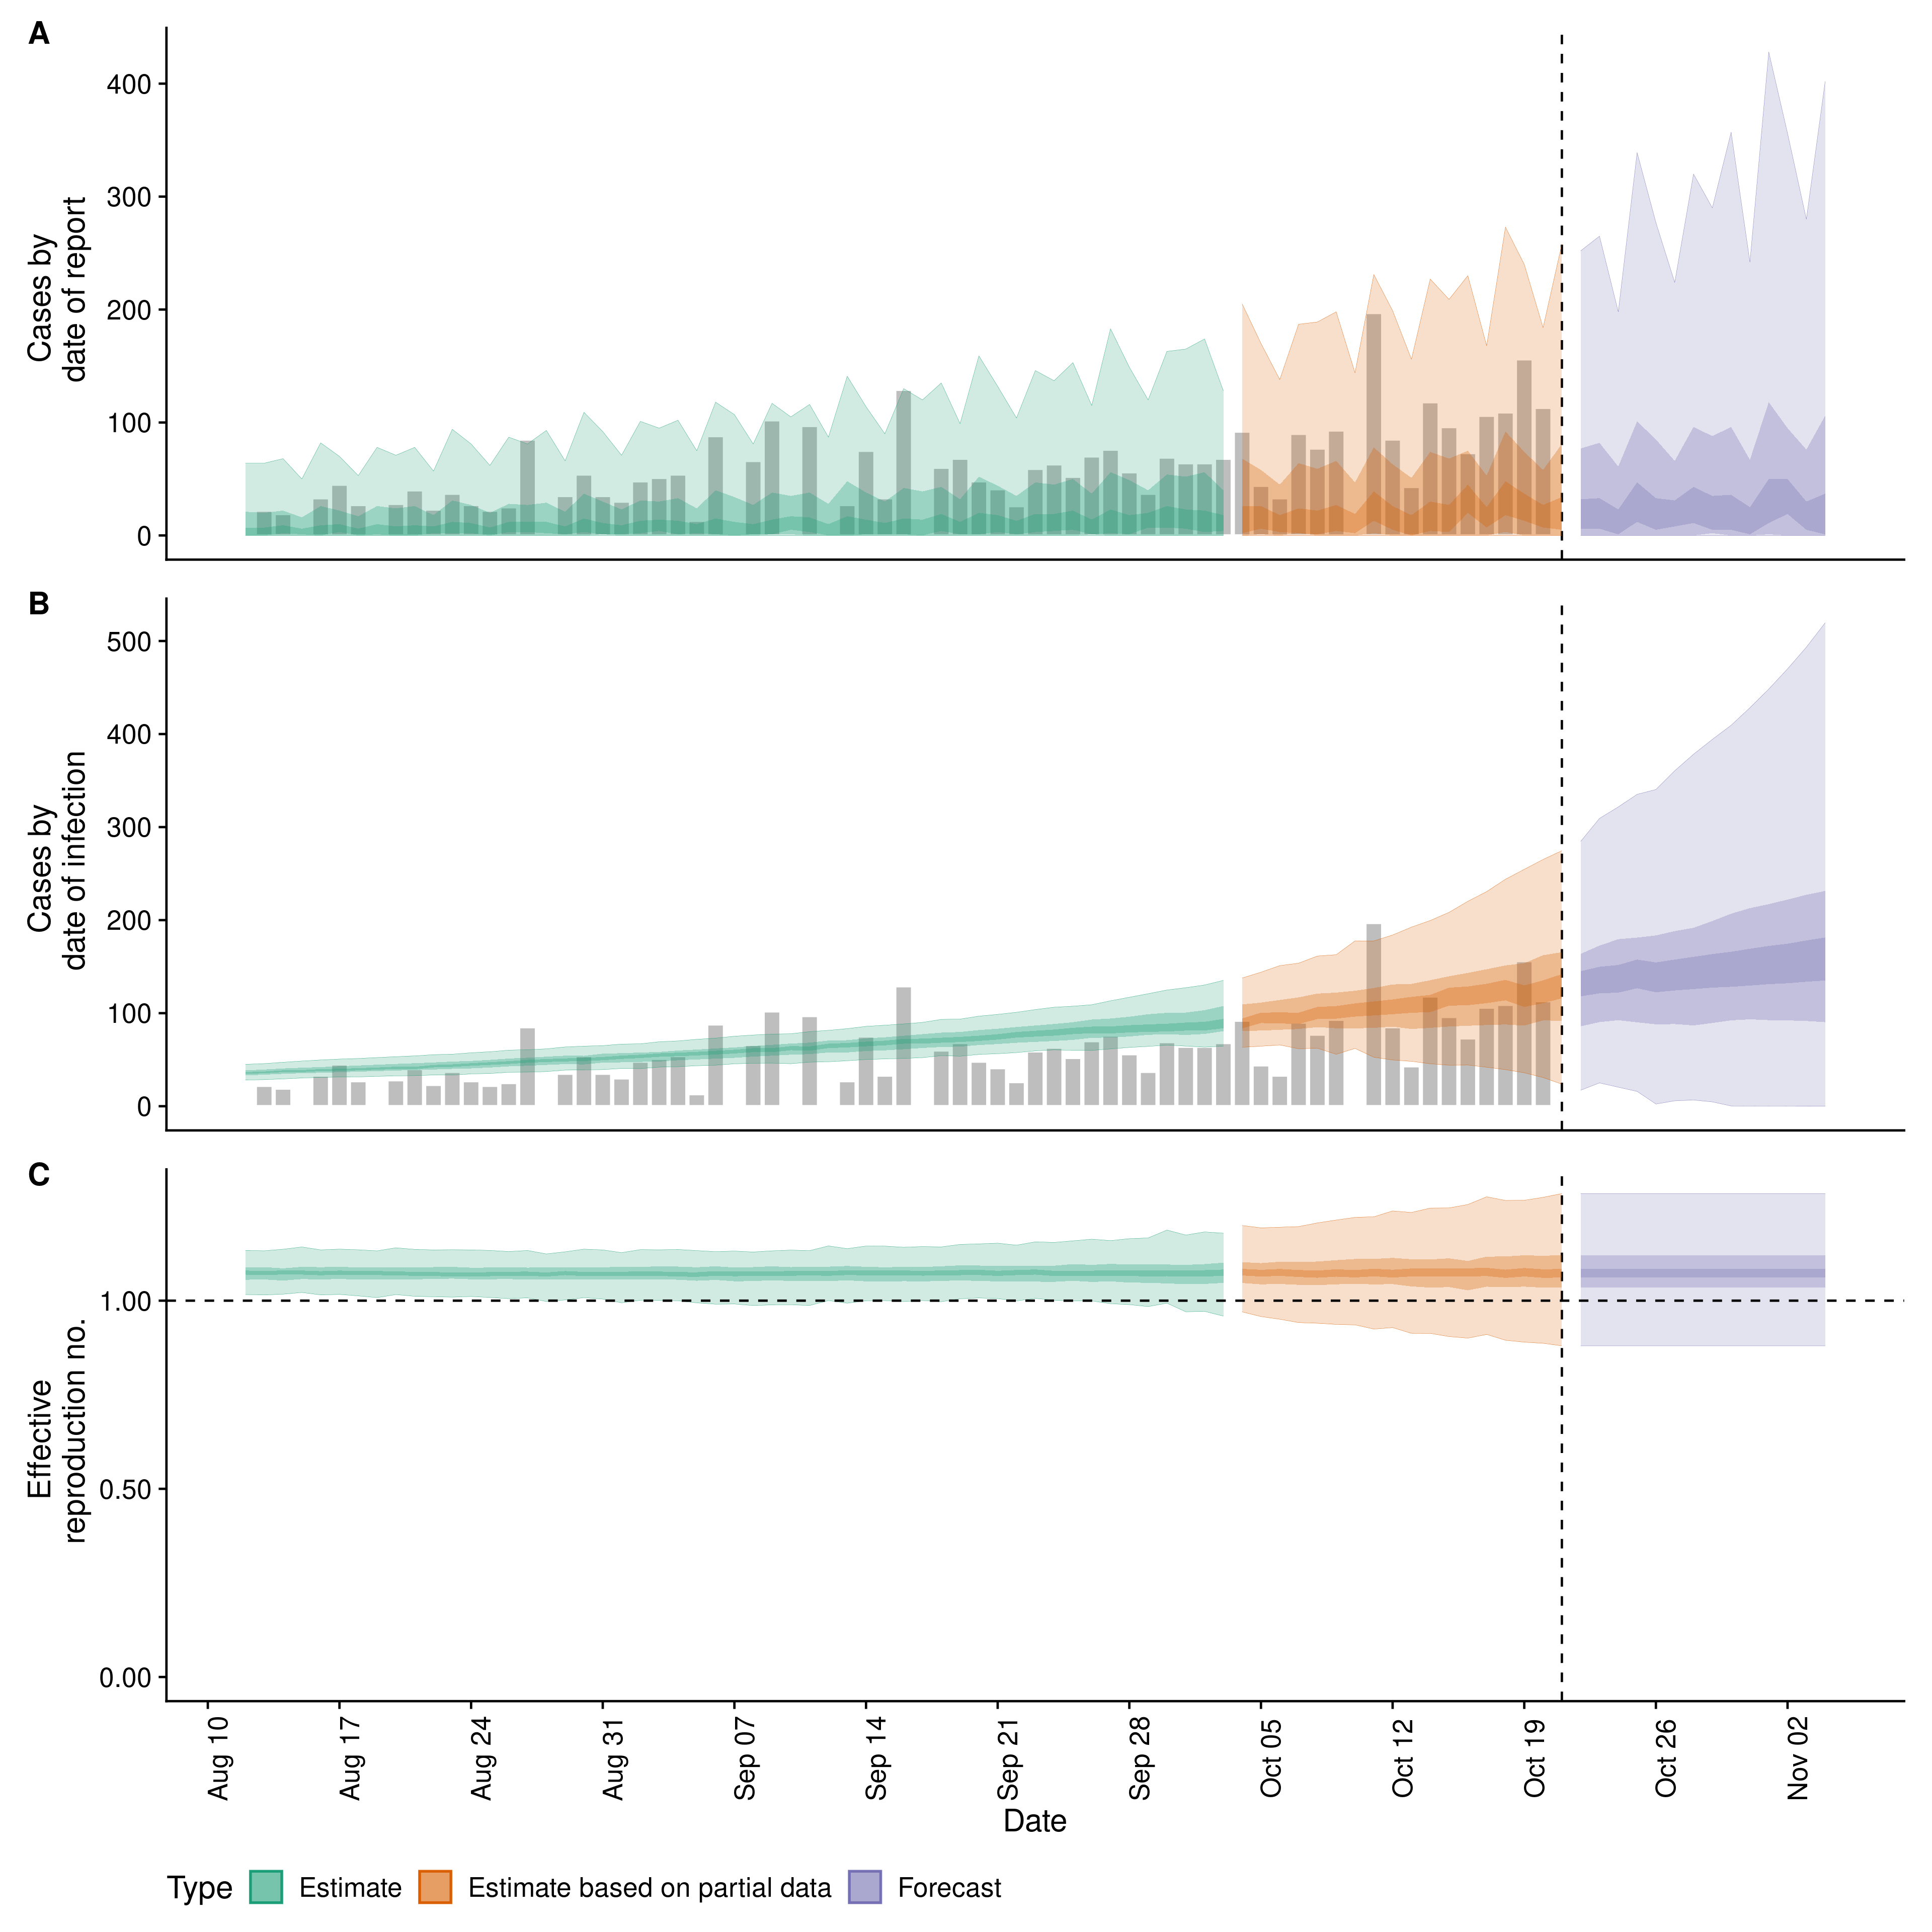 A
Cases by
date of report
400
300
200
100
0
B
Cases by
date of infection
500
400
300
200
100
0
C
Effective
reproduction no.
1.00
0.50
0.00
Aug 10
Aug 17
Aug 24
Aug 31
Sep 07
Sep 14
Sep 21
Sep 28
Oct 05
Oct 12
Oct 19
Oct 26
Nov 02
Date
Type Estimate Estimate based on partial data Forecast